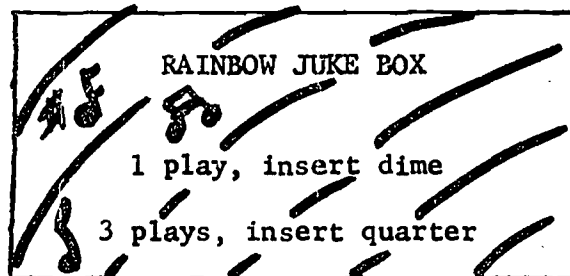 RAINBOW JUKE BOX
1 play, insert dime
3 plays, insert quarter